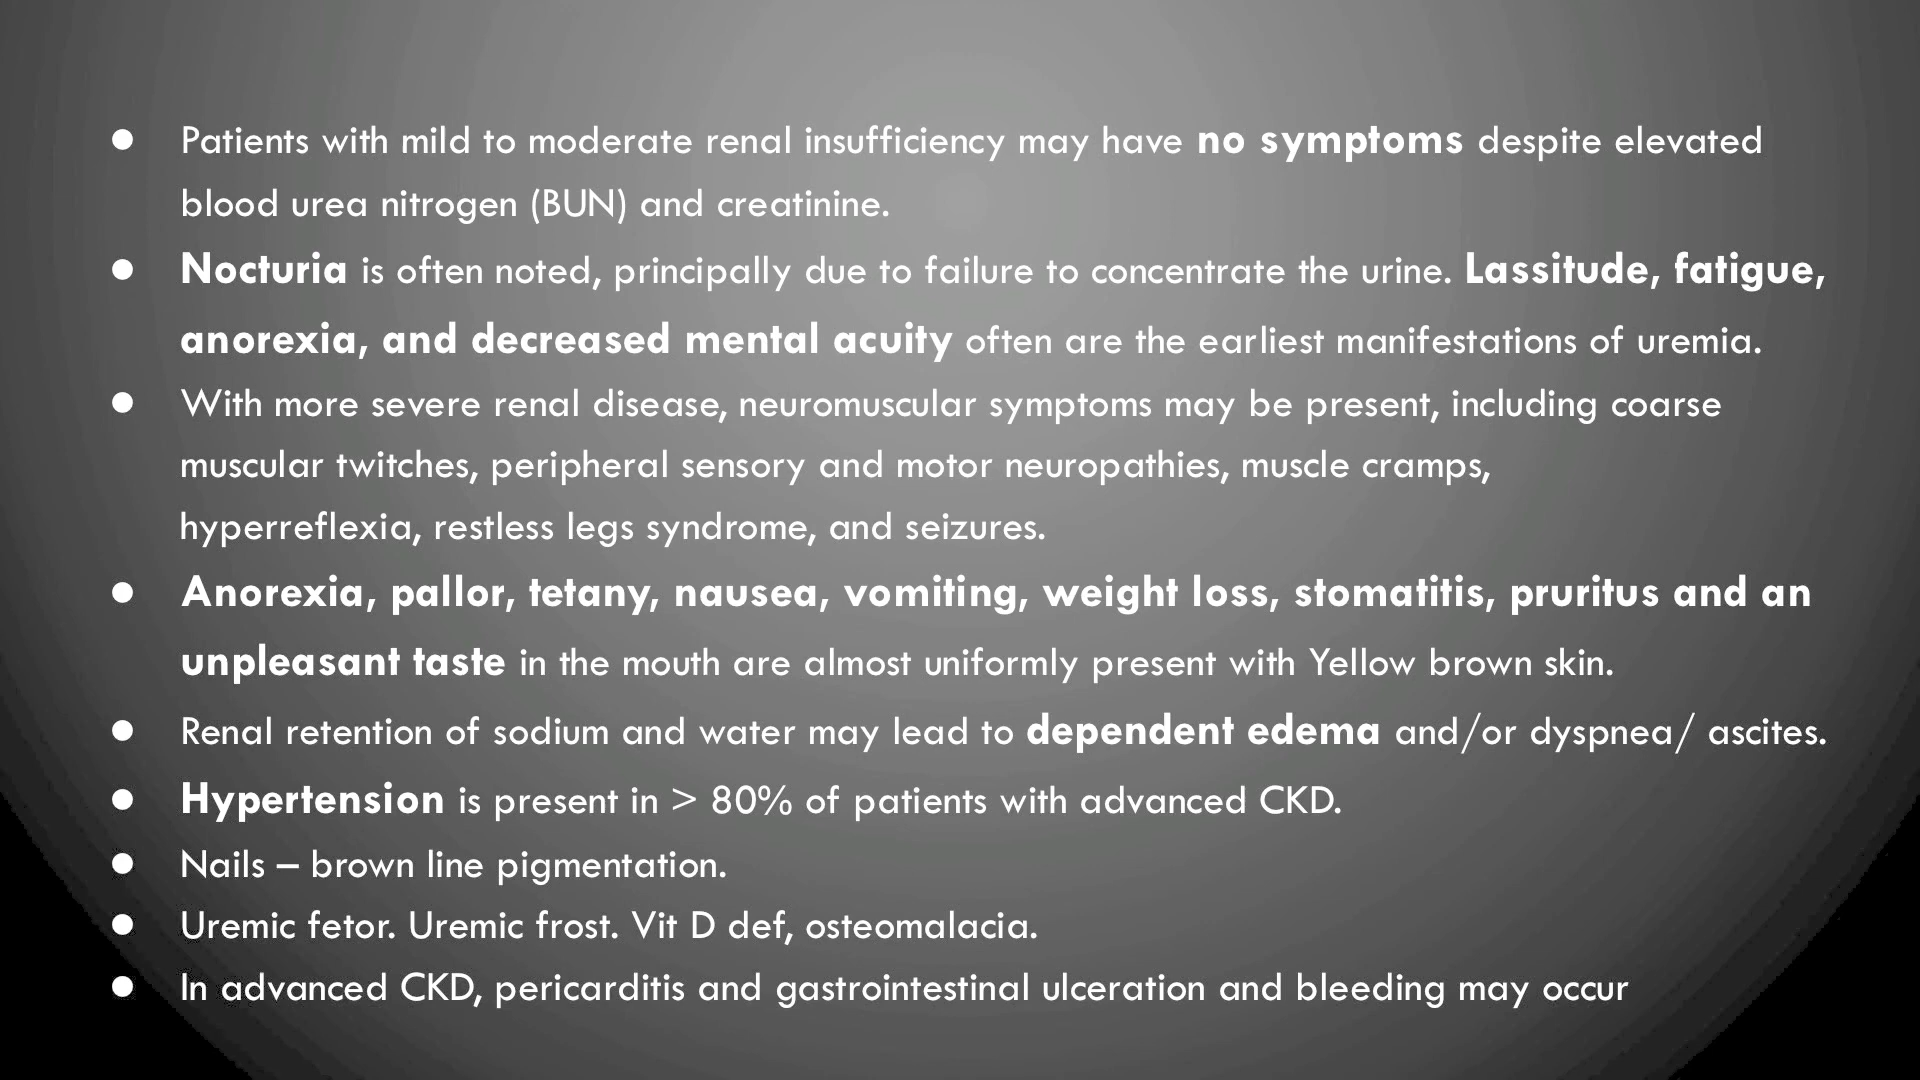 ● Patients with mild to moderate renal insufficiency may have no symptoms despite elevated
blood urea nitrogen (BUN) and creatinine.
● Nocturia is often noted, principally due to failure to concentrate the urine. Lassitude, fatigue,
anorexia, and decreased mental acuity often are the earliest manifestations of uremia.
● With more severe renal disease, neuromuscular symptoms may be present, including coarse
muscular twitches, peripheral sensory and motor neuropathies, muscle cramps,
hyperreflexia, restless legs syndrome, and seizures.
● Anorexia, pallor, tetany, nausea, vomiting, weight loss, stomatitis, pruritus and an
unpleasant taste in the mouth are almost uniformly present with Yellow brown skin.
● Renal retention of sodium and water may lead to dependent edema and/or dyspnea/ ascites.
● Hypertension is present in > 80% of patients with advanced CKD.
● Nails – brown line pigmentation.
● Uremic fetor. Uremic frost. Vit D def, osteomalacia.
● In advanced CKD, pericarditis and gastrointestinal ulceration and bleeding may occur